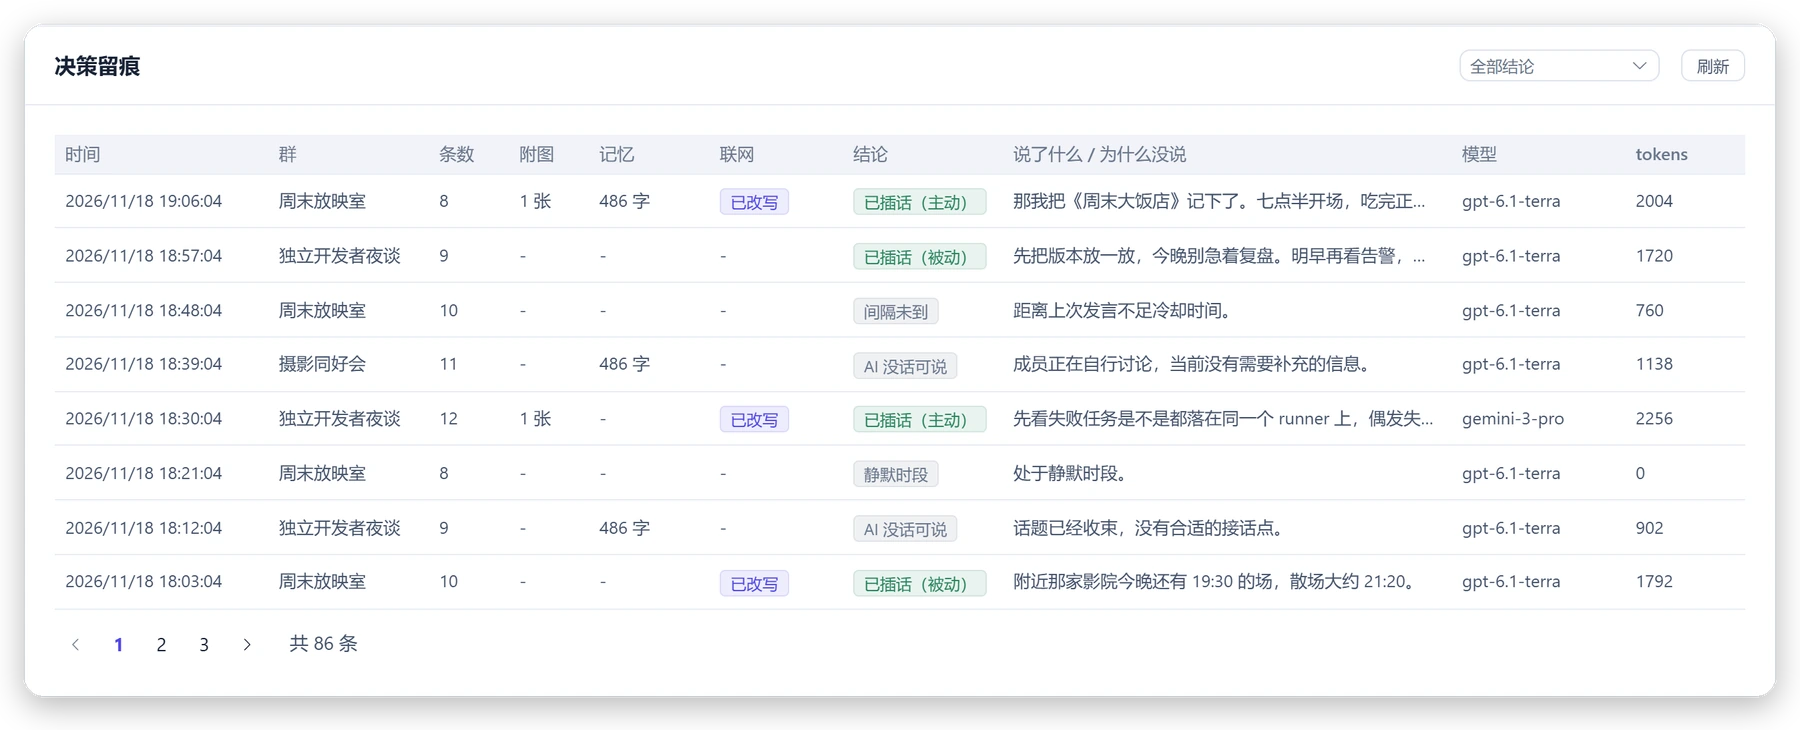 决策留痕 全部结论 刷新
时间 群 条数 附图 记忆 联网 结论 说了什么 / 为什么没说 模型 tokens
2026/11/18 19:06:04 周末放映室 8 1 张 486 字 已改写 已插话（主动） 那我把《周末大饭店》记下了。七点半开场，吃完正... gpt-6.1-terra 2004
2026/11/18 18:57:04 独立开发者夜谈 9 - - - 已插话（被动） 先把版本放一放，今晚别急着复盘。明早再看告警，... gpt-6.1-terra 1720
2026/11/18 18:48:04 周末放映室 10 - - - 间隔未到 距离上次发言不足冷却时间。 gpt-6.1-terra 760
2026/11/18 18:39:04 摄影同好会 11 - 486 字 - AI 没话可说 成员正在自行讨论，当前没有需要补充的信息。 gpt-6.1-terra 1138
2026/11/18 18:30:04 独立开发者夜谈 12 1 张 - 已改写 已插话（主动） 先看失败任务是不是都落在同一个 runner 上，偶发失... gemini-3-pro 2256
2026/11/18 18:21:04 周末放映室 8 - - - 静默时段 处于静默时段。 gpt-6.1-terra 0
2026/11/18 18:12:04 独立开发者夜谈 9 - 486 字 - AI 没话可说 话题已经收束，没有合适的接话点。 gpt-6.1-terra 902
2026/11/18 18:03:04 周末放映室 10 - - 已改写 已插话（被动） 附近那家影院今晚还有 19:30 的场，散场大约 21:20。 gpt-6.1-terra 1792
< 1 2 3 > 共 86 条